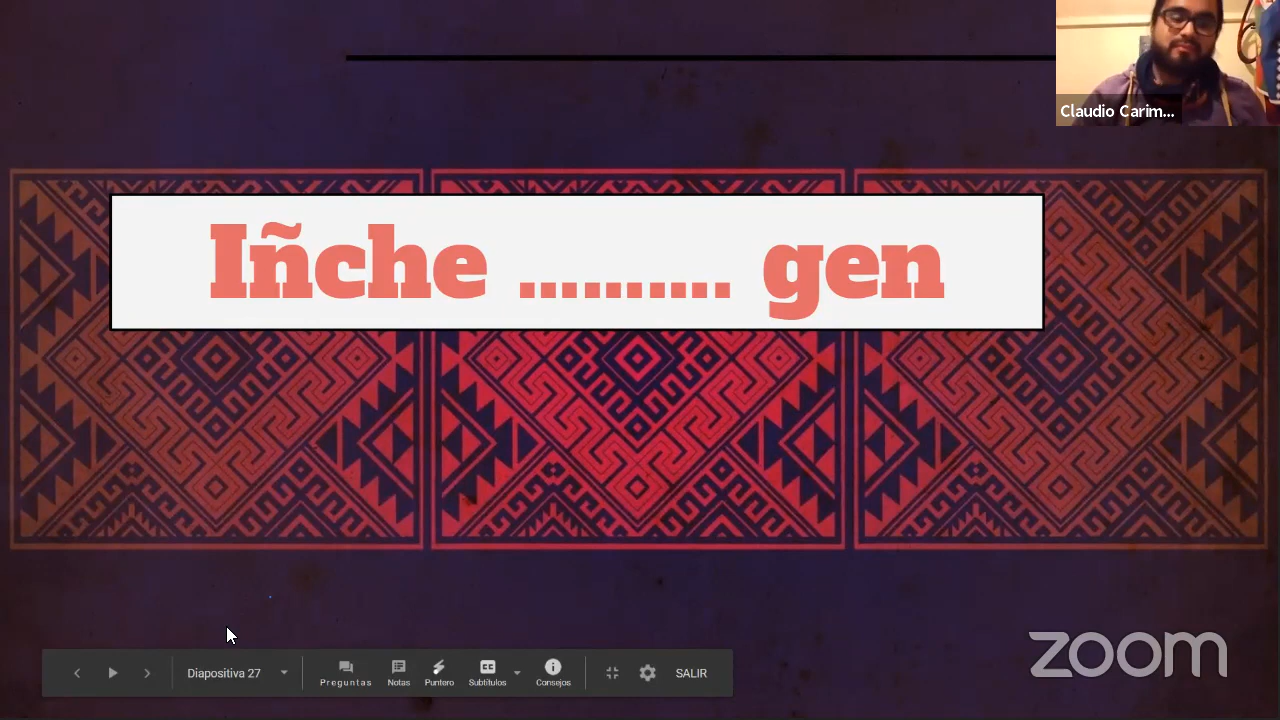 Claudio Carim...
Iñche .......... gen
Diapositiva 27
Preguntas
Notas
Puntero
Subtítulos
Consejos
SALIR
zoom